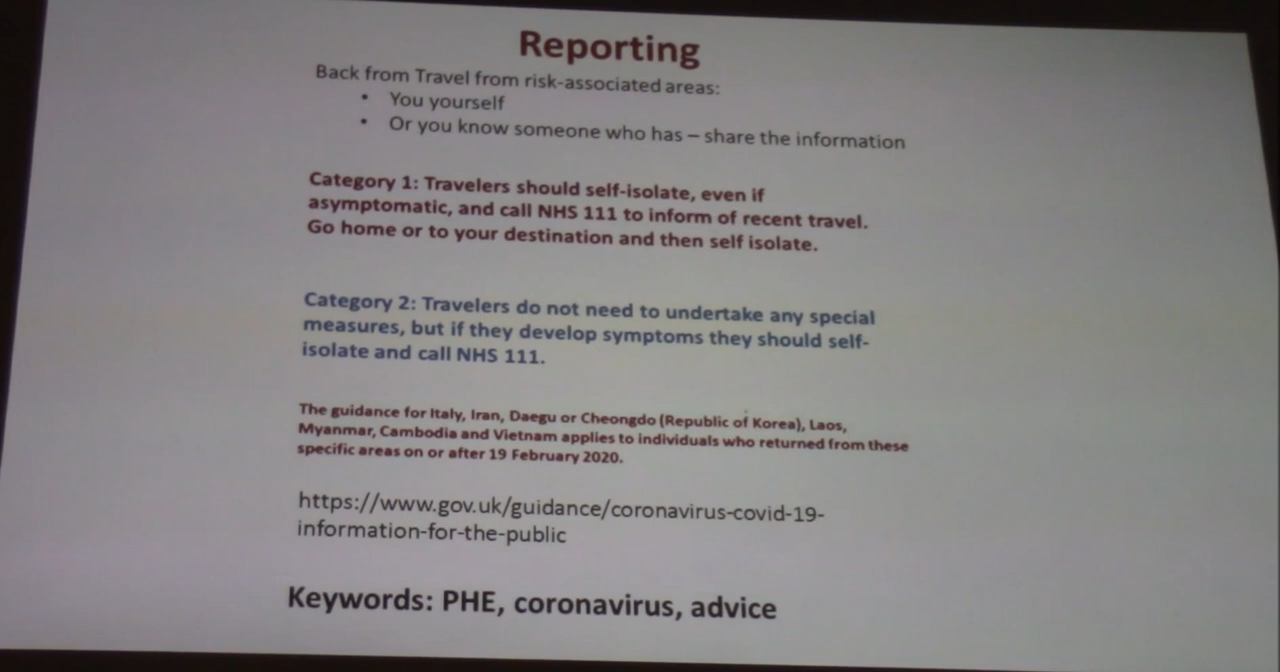 Reporting
Back from Travel from risk-associated areas:
• You yourself
• Or you know someone who has – share the information
Category 1: Travelers should self-isolate, even if
asymptomatic, and call NHS 111 to inform of recent travel.
Go home or to your destination and then self isolate.
Category 2: Travelers do not need to undertake any special
measures, but if they develop symptoms they should self-
isolate and call NHS 111.
The guidance for Italy, Iran, Daegu or Cheongdo (Republic of Korea), Laos,
Myanmar, Cambodia and Vietnam applies to individuals who returned from these
specific areas on or after 19 February 2020.
https://www.gov.uk/guidance/coronavirus-covid-19-
information-for-the-public
Keywords: PHE, coronavirus, advice